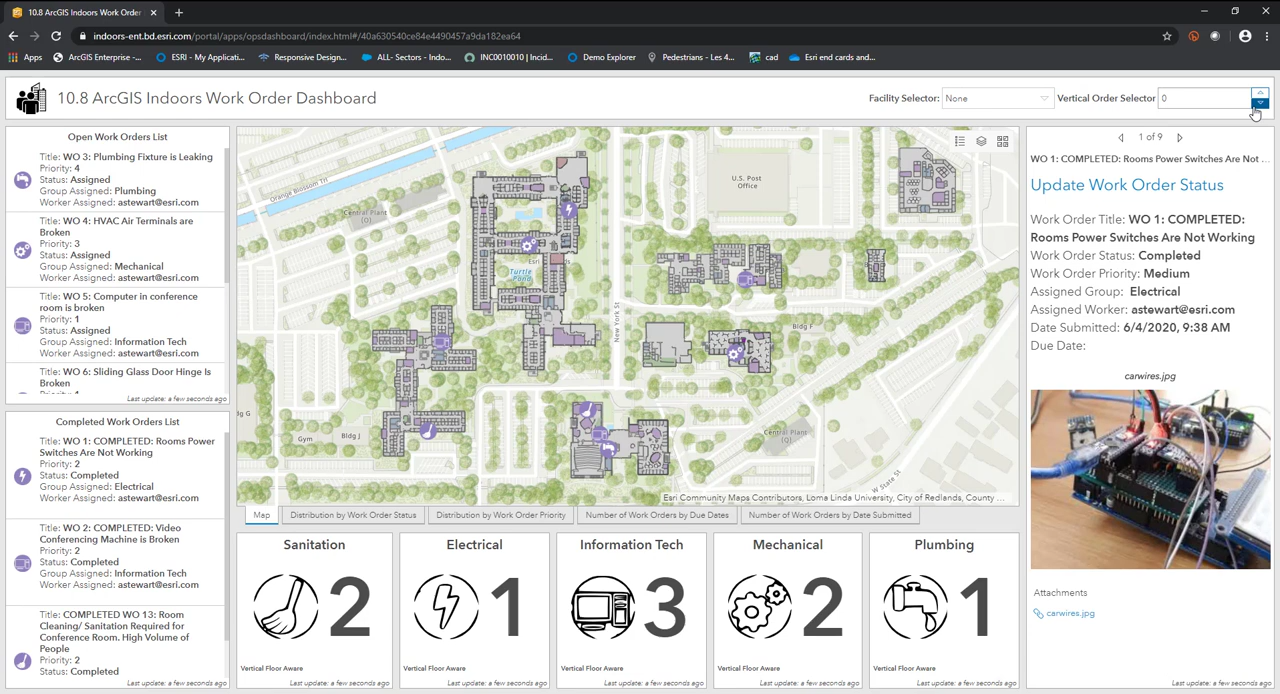 10.8 ArcGIS Indoors Work Order
indoors-ent.bd.esri.com/portal/apps/opsdashboard/index.html#/40a630540ce84e4490457a9da182ea64
Apps
ArcGIS Enterprise -...
ESRI - My Applicati...
Responsive Design...
ALL- Sectors - Indo...
INC0010010 | Incid...
Demo Explorer
Pedestrians - Les 4...
cad
Esri end cards and...
10.8 ArcGIS Indoors Work Order Dashboard
Facility Selector: None
Vertical Order Selector 0
Open Work Orders List
Title: WO 3: Plumbing Fixture is Leaking
Priority: 4
Status: Assigned
Group Assigned: Plumbing
Worker Assigned: astewart@esri.com
Title: WO 4: HVAC Air Terminals are
Broken
Priority: 3
Status: Assigned
Group Assigned: Mechanical
Worker Assigned: astewart@esri.com
Title: WO 5: Computer in conference
room is broken
Priority: 1
Status: Assigned
Group Assigned: Information Tech
Worker Assigned: astewart@esri.com
Title: WO 6: Sliding Glass Door Hinge Is
Broken
Last update: a few seconds ago
Completed Work Orders List
Title: WO 1: COMPLETED: Rooms Power
Switches Are Not Working
Priority: 2
Status: Completed
Group Assigned: Electrical
Worker Assigned: astewart@esri.com
Title: WO 2: COMPLETED: Video
Conferencing Machine is Broken
Priority: 2
Status: Completed
Group Assigned: Information Tech
Worker Assigned: astewart@esri.com
Title: COMPLETED WO 13: Room
Cleaning/ Sanitation Required for
Conference Room. High Volume of
People
Priority: 2
Status: Completed
Last update: a few seconds ago
Orange Blossom Trl
Central Plant
(O)
U.S. Post
Office
Esri
Turtle
Pond
New York St
Bldg F
Gym
Bldg J
Central Plant
(Q)
W State St
Esri Community Maps Contributors, Loma Linda University, City of Redlands, County ...
Map
Distribution by Work Order Status
Distribution by Work Order Priority
Number of Work Orders by Due Dates
Number of Work Orders by Date Submitted
Sanitation
2
Vertical Floor Aware
Last update: a few seconds ago
Electrical
1
Vertical Floor Aware
Last update: a few seconds ago
Information Tech
3
Vertical Floor Aware
Last update: a few seconds ago
Mechanical
2
Vertical Floor Aware
Last update: a few seconds ago
Plumbing
1
Vertical Floor Aware
Last update: a few seconds ago
1 of 9
WO 1: COMPLETED: Rooms Power Switches Are Not ...
Update Work Order Status
Work Order Title: WO 1: COMPLETED:
Rooms Power Switches Are Not Working
Work Order Status: Completed
Work Order Priority: Medium
Assigned Group: Electrical
Assigned Worker: astewart@esri.com
Date Submitted: 6/4/2020, 9:38 AM
Due Date:
carwires.jpg
Attachments
carwires.jpg
Last update: a few seconds ago